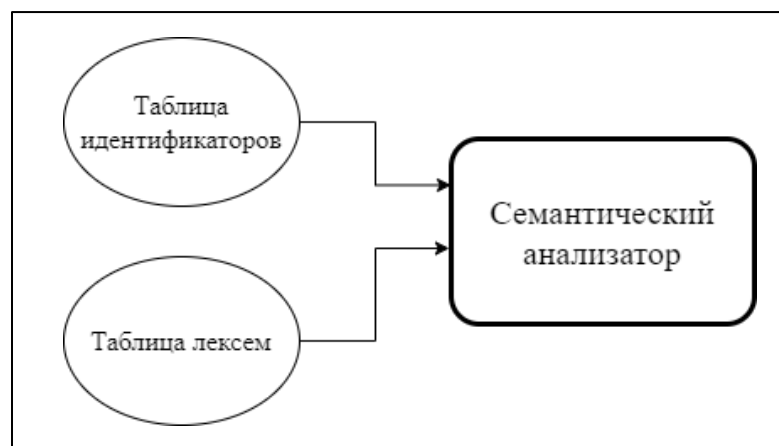 Таблица
идентификаторов
Семантический
анализатор
Таблица лексем